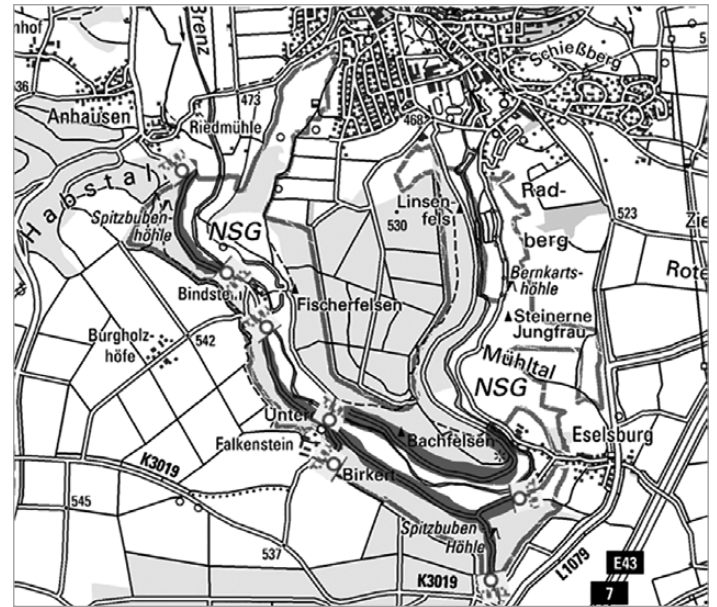 nhof
Brenz
Schießberg
5
36
473
468
Anhausen
Riedmühle
Habstal
Linsen-
fels
Rad-
berg
523
Zie
Spitzbuben-
höhle
NSG
530
Bernkarts-
höhle
Rote
Bindstein
Fischerfelsen
Steinerne
Jungfrau
Burgholz-
höfe
542
Mühltal
NSG
Unter
Bachfelsen
Eselsburg
Falkenstein
K3019
Birkert
545
Spitzbuben
Höhle
537
K3019
L1079
E43
7